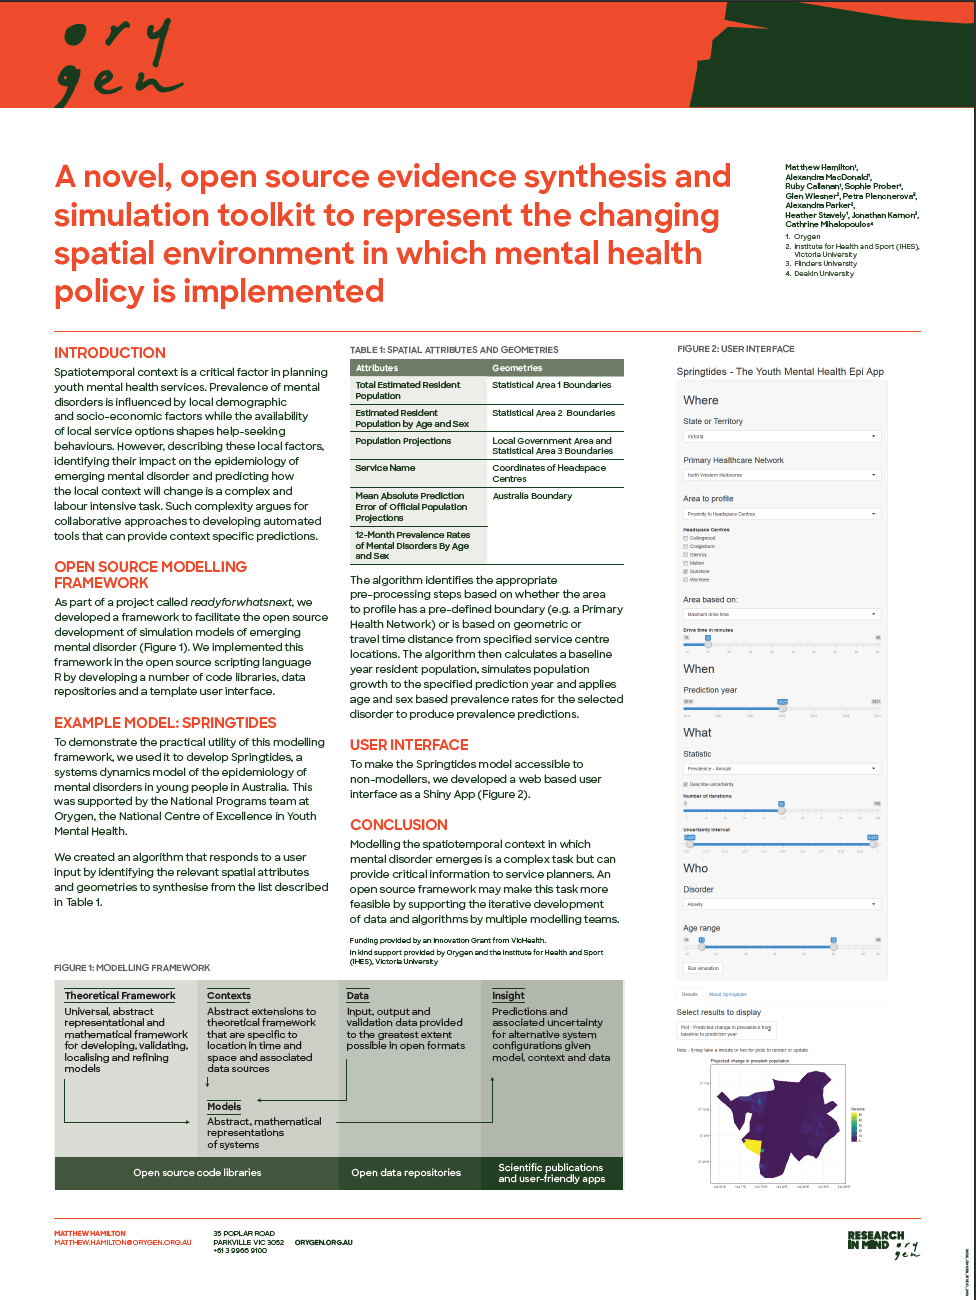 ory
gen
A novel, open source evidence synthesis and
simulation toolkit to represent the changing
spatial environment in which mental health
policy is implemented
Matthew Hamilton¹,
Alexandra MacDonald¹,
Ruby Callanan¹, Sophie Prober¹,
Glen Wiesner², Petra Plencnerova²,
Alexandra Parker²,
Heather Stavely¹, Jonathan Karnon³,
Cathrine Mihalopoulos⁴
1. Orygen
2. Institute for Health and Sport (IHES),
Victoria University
3. Flinders University
4. Deakin University
INTRODUCTION
Spatiotemporal context is a critical factor in planning
youth mental health services. Prevalence of mental
disorders is influenced by local demographic
and socio-economic factors while the availability
of local service options shapes help-seeking
behaviours. However, describing these local factors,
identifying their impact on the epidemiology of
emerging mental disorder and predicting how
the local context will change is a complex and
labour intensive task. Such complexity argues for
collaborative approaches to developing automated
tools that can provide context specific predictions.
OPEN SOURCE MODELLING
FRAMEWORK
As part of a project called readyforwhatsnext, we
developed a framework to facilitate the open source
development of simulation models of emerging
mental disorder (Figure 1). We implemented this
framework in the open source scripting language
R by developing a number of code libraries, data
repositories and a template user interface.
EXAMPLE MODEL: SPRINGTIDES
To demonstrate the practical utility of this modelling
framework, we used it to develop Springtides, a
systems dynamics model of the epidemiology of
mental disorders in young people in Australia. This
was supported by the National Programs team at
Orygen, the National Centre of Excellence in Youth
Mental Health.
We created an algorithm that responds to a user
input by identifying the relevant spatial attributes
and geometries to synthesise from the list described
in Table 1.
TABLE 1: SPATIAL ATTRIBUTES AND GEOMETRIES
Attributes Geometries
Total Estimated Resident
Population
Statistical Area 1 Boundaries
Estimated Resident
Population by Age and Sex
Statistical Area 2 Boundaries
Population Projections
Local Government Area and
Statistical Area 3 Boundaries
Service Name
Coordinates of Headspace
Centres
Mean Absolute Prediction
Error of Official Population
Projections
Australia Boundary
12-Month Prevalence Rates
of Mental Disorders By Age
and Sex
The algorithm identifies the appropriate
pre-processing steps based on whether the area
to profile has a pre-defined boundary (e.g. a Primary
Health Network) or is based on geometric or
travel time distance from specified service centre
locations. The algorithm then calculates a baseline
year resident population, simulates population
growth to the specified prediction year and applies
age and sex based prevalence rates for the selected
disorder to produce prevalence predictions.
USER INTERFACE
To make the Springtides model accessible to
non-modellers, we developed a web based user
interface as a Shiny App (Figure 2).
CONCLUSION
Modelling the spatiotemporal context in which
mental disorder emerges is a complex task but can
provide critical information to service planners. An
open source framework may make this task more
feasible by supporting the iterative development
of data and algorithms by multiple modelling teams.
Funding provided by an Innovation Grant from VicHealth.
In kind support provided by Orygen and the Institute for Health and Sport
(IHES), Victoria University
FIGURE 1: MODELLING FRAMEWORK
Theoretical Framework
Universal, abstract
representational and
mathematical framework
for developing, validating,
localising and refining
models
Contexts
Abstract extensions to
theoretical framework
that are specific to
location in time and
space and associated
data sources
Models
Abstract, mathematical
representations
of systems
Data
Input, output and
validation data provided
to the greatest extent
possible in open formats
Insight
Predictions and
associated uncertainty
for alternative system
configurations given
model, context and data
Open source code libraries
Open data repositories
Scientific publications
and user-friendly apps
FIGURE 2: USER INTERFACE
Springtides - The Youth Mental Health Epi App
Where
State or Territory
Victoria
Primary Healthcare Network
North Western Melbourne
Area to profile
Proximity to Headspace Centres
Headspace Centres
Collingwood
Craigieburn
Glenroy
Melton
Sunshine
Werribee
Area based on:
Maximum drive time
Drive time in minutes
When
Prediction year
What
Statistic
Prevalence - Annual
Describe uncertainty
Number of iterations
Uncertainty interval
Who
Disorder
Anxiety
Age range
Run simulation
Results About Springtides
Select results to display
Plot - Predicted change in prevalence from
baseline to prediction year
Note - it may take a minute or two for plots to render or update.
Projected change in prevalent population
Persons
MATTHEW HAMILTON
MATTHEW.HAMILTON@ORYGEN.ORG.AU
35 POPLAR ROAD
PARKVILLE VIC 3052
+61 3 9966 9100
ORYGEN.ORG.AU
RESEARCH
IN MIND
ory
gen